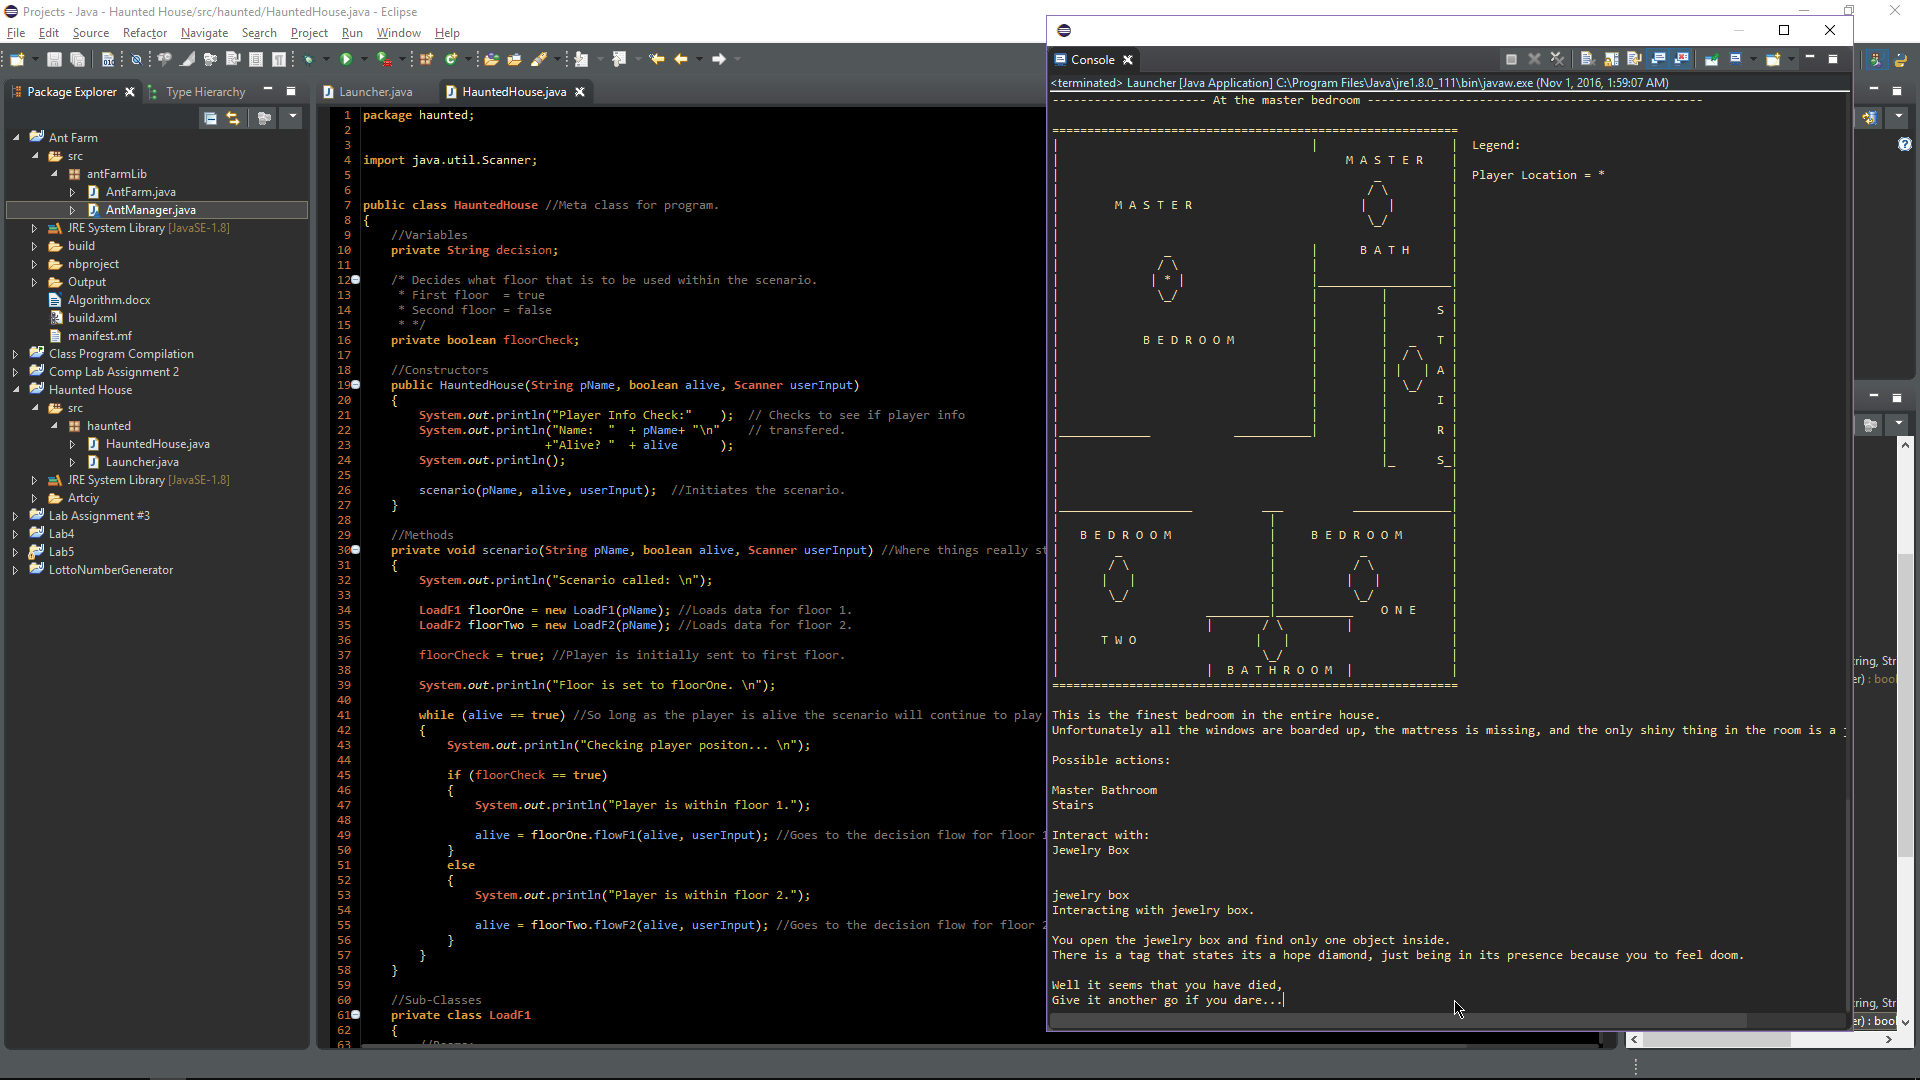 Projects - Java - Haunted House/src/haunted/HauntedHouse.java - Eclipse
File Edit Source Refactor Navigate Search Project Run Window Help
Package Explorer
Type Hierarchy
Ant Farm
src
antFarmLib
AntFarm.java
AntManager.java
JRE System Library [JavaSE-1.8]
build
nbproject
Output
Algorithm.docx
build.xml
manifest.mf
Class Program Compilation
Comp Lab Assignment 2
Haunted House
src
haunted
HauntedHouse.java
Launcher.java
JRE System Library [JavaSE-1.8]
Artciy
Lab Assignment #3
Lab4
Lab5
LottoNumberGenerator
Launcher.java
HauntedHouse.java
1 package haunted;
2
3
4 import java.util.Scanner;
5
6
7 public class HauntedHouse //Meta class for program.
8 {
9 //Variables
10 private String decision;
11
12 /* Decides what floor that is to be used within the scenario.
13 * First floor  = true
14 * Second floor = false
15 * */
16 private boolean floorCheck;
17
18 //Constructors
19 public HauntedHouse(String pName, boolean alive, Scanner userInput)
20 {
21 System.out.println("Player Info Check:"    );  // Checks to see if player info
22 System.out.println("Name:  "  + pName+ "\n"    // transfered.
23 +"Alive? "  + alive      );
24 System.out.println();
25
26 scenario(pName, alive, userInput);  //Initiates the scenario.
27 }
28
29 //Methods
30 private void scenario(String pName, boolean alive, Scanner userInput) //Where things really st
31 {
32 System.out.println("Scenario called: \n");
33
34 LoadF1 floorOne = new LoadF1(pName); //Loads data for floor 1.
35 LoadF2 floorTwo = new LoadF2(pName); //Loads data for floor 2.
36
37 floorCheck = true; //Player is initially sent to first floor.
38
39 System.out.println("Floor is set to floorOne. \n");
40
41 while (alive == true) //So long as the player is alive the scenario will continue to play
42 {
43 System.out.println("Checking player positon... \n");
44
45 if (floorCheck == true)
46 {
47 System.out.println("Player is within floor 1.");
48
49 alive = floorOne.flowF1(alive, userInput); //Goes to the decision flow for floor 1
50 }
51 else
52 {
53 System.out.println("Player is within floor 2.");
54
55 alive = floorTwo.flowF2(alive, userInput); //Goes to the decision flow for floor 2
56 }
57 }
58 }
59
60 //Sub-Classes
61 private class LoadF1
62 {
63
Console
<terminated> Launcher [Java Application] C:\Program Files\Java\jre1.8.0_111\bin\javaw.exe (Nov 1, 2016, 1:59:07 AM)
---------------------- At the master bedroom ------------------------------------------------
Legend:
M A S T E R
Player Location = *
M A S T E R
B A T H
*
S
B E D R O O M
T
A
I
R
S
B E D R O O M
B E D R O O M
O N E
T W O
B A T H R O O M
This is the finest bedroom in the entire house.
Unfortunately all the windows are boarded up, the mattress is missing, and the only shiny thing in the room is a
Possible actions:
Master Bathroom
Stairs
Interact with:
Jewelry Box
jewelry box
Interacting with jewelry box.
You open the jewelry box and find only one object inside.
There is a tag that states its a hope diamond, just being in its presence because you to feel doom.
Well it seems that you have died,
Give it another go if you dare...
ring, Str
er) : bool
ring, Str
er) : bool